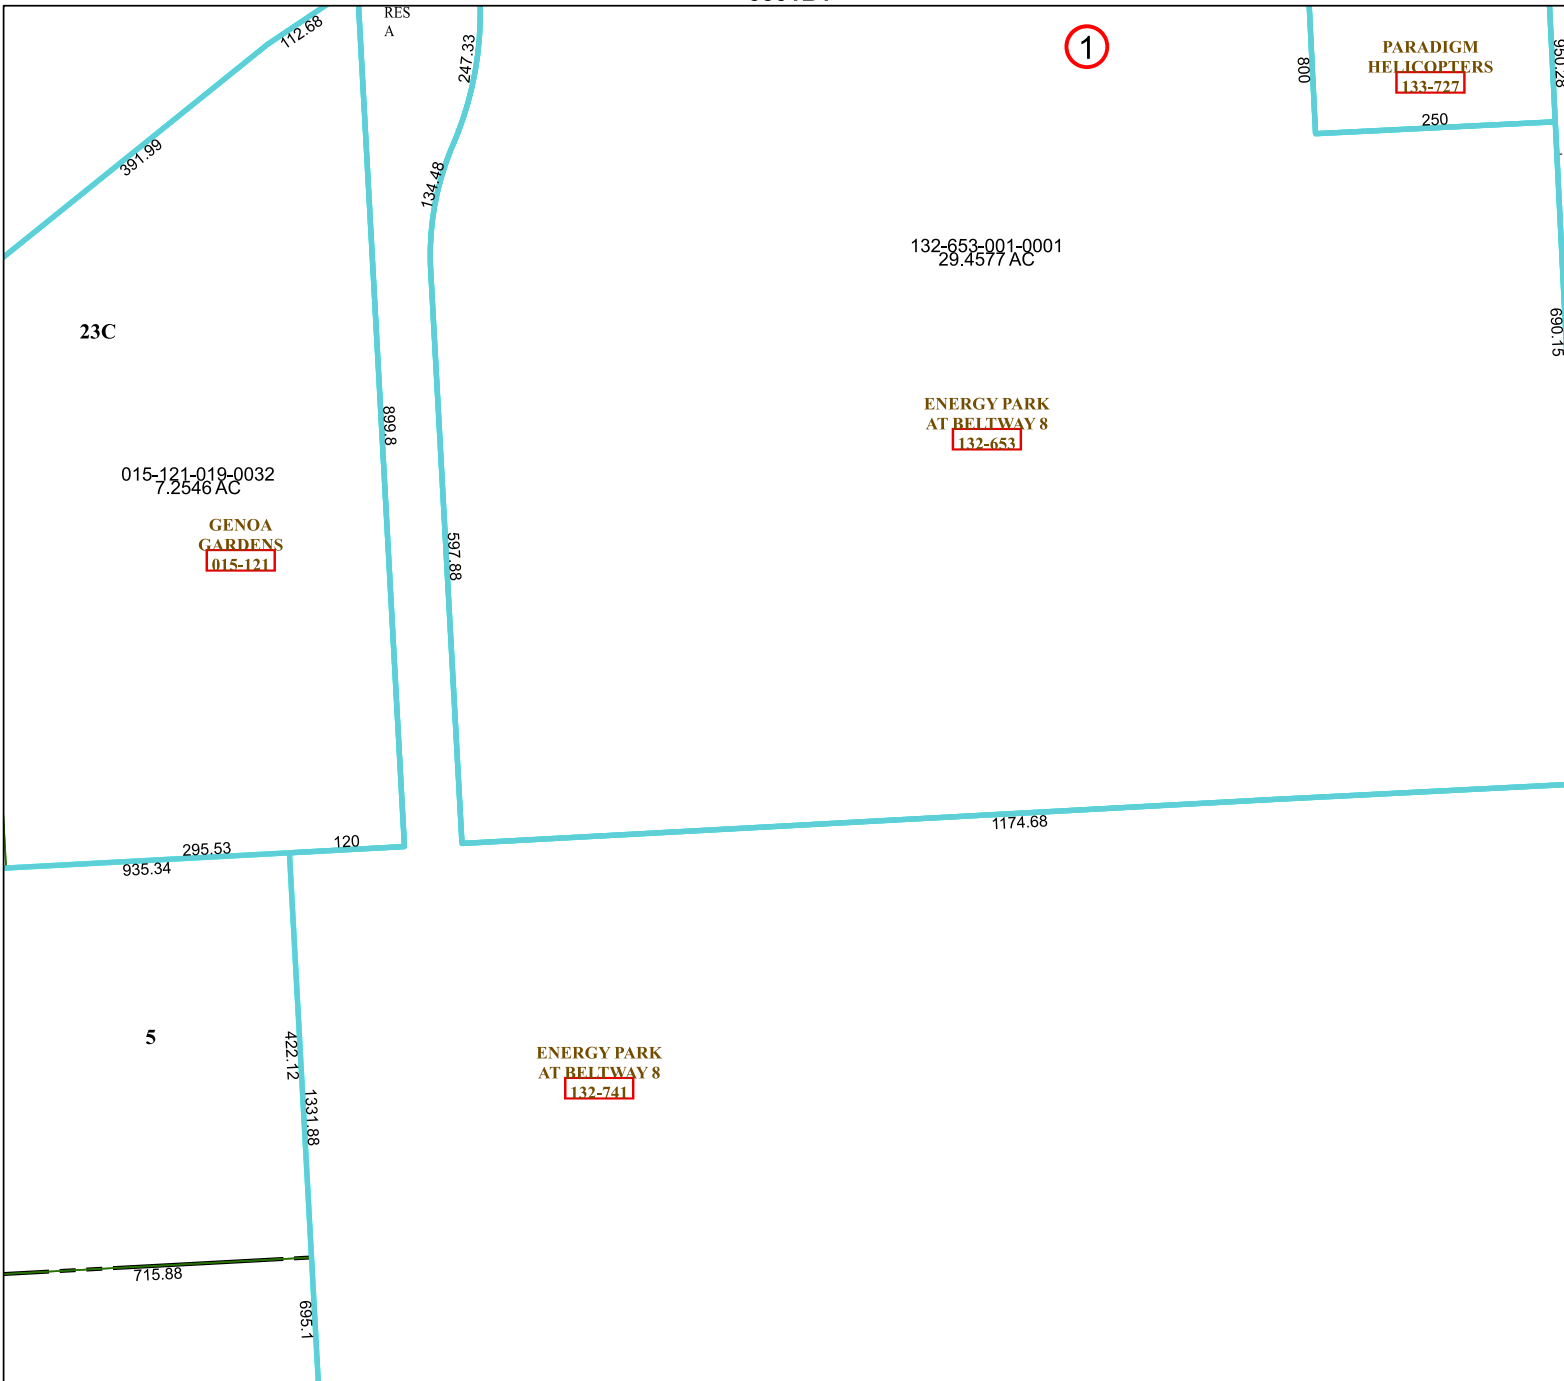 112.68
RES
A
247.33
1
800
PARADIGM
HELICOPTERS
133-727
950.28
250
391.99
134.48
132-653-001-0001
29.4577 AC
23C
690.15
899.8
ENERGY PARK
AT BELTWAY 8
132-653
015-121-019-0032
7.2546 AC
GENOA
GARDENS
015-121
597.88
1174.68
295.53
120
935.34
5
422.12
ENERGY PARK
AT BELTWAY 8
132-741
1331.88
715.88
695.1